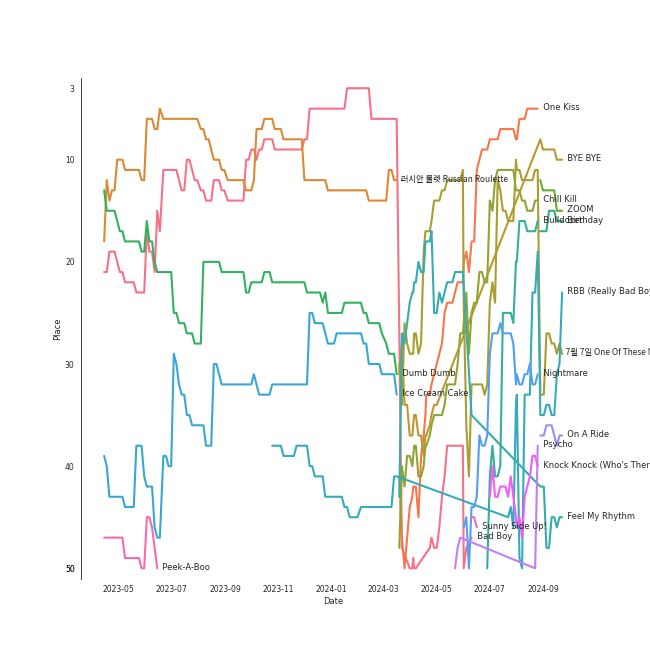 3
One Kiss
BYE BYE
10
러시안 룰렛 Russian Roulette
Chill Kill
ZOOM
Birthday
20
RBB (Really Bad Boy
Place
7월 7일 One Of These N
30
Dumb Dumb
Nightmare
Ice Cream Cake
On A Ride
Psycho
40
Knock Knock (Who's Ther
Feel My Rhythm
Sunny Side Up!
Bad Boy
50
Peek-A-Boo
2023-05
2023-07
2023-09
2023-11
2024-01
2024-03
2024-05
2024-07
2024-09
Date